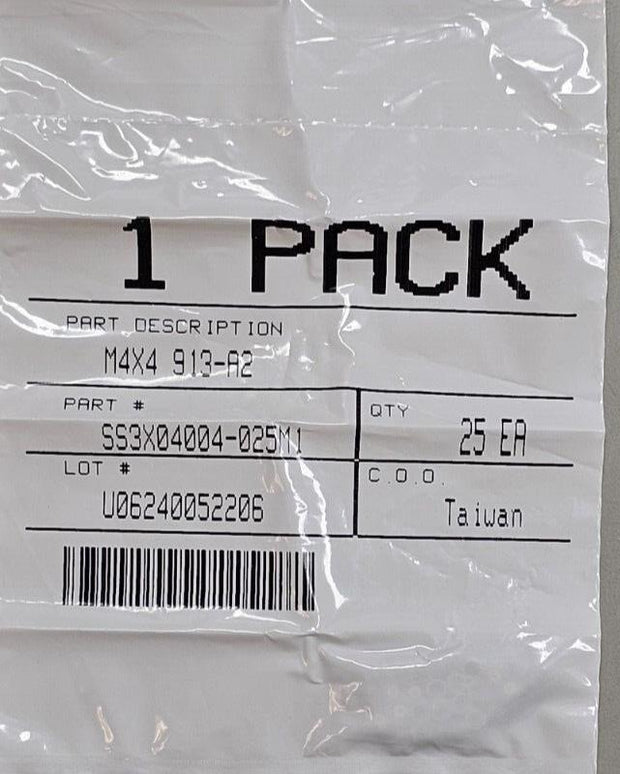 1 PACK
PART DESCRIPTION
M4X4 913-A2
PART #
SS3X04004-025M1
QTY
25 EA
LOT #
U06240052206
C.O.O.
Taiwan